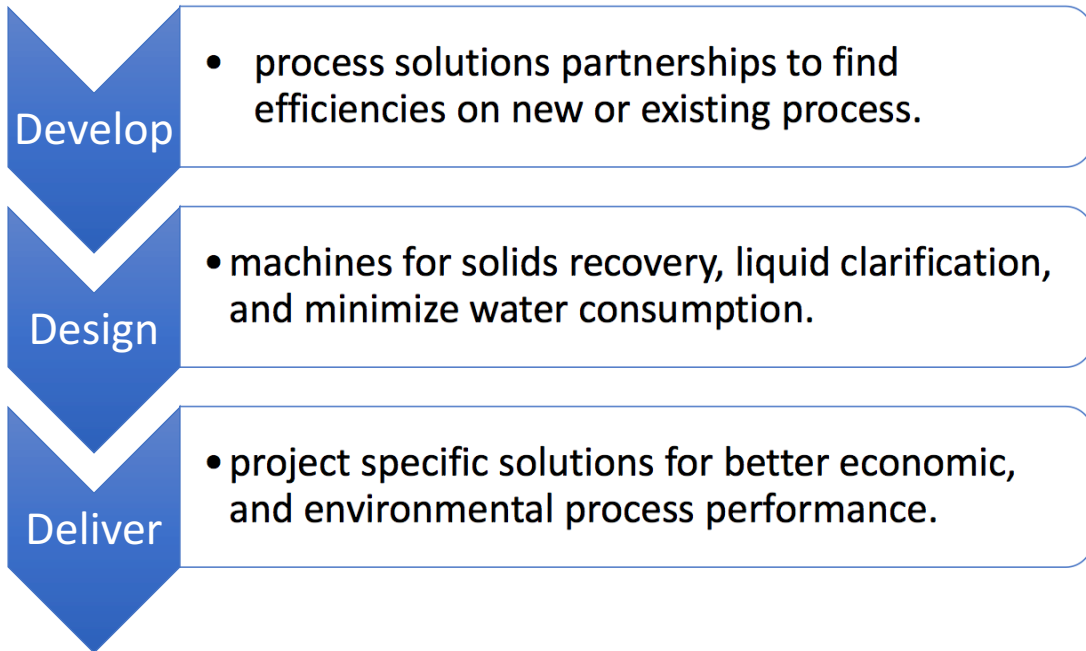 Develop
• process solutions partnerships to find
efficiencies on new or existing process.
Design
• machines for solids recovery, liquid clarification,
and minimize water consumption.
Deliver
• project specific solutions for better economic,
and environmental process performance.